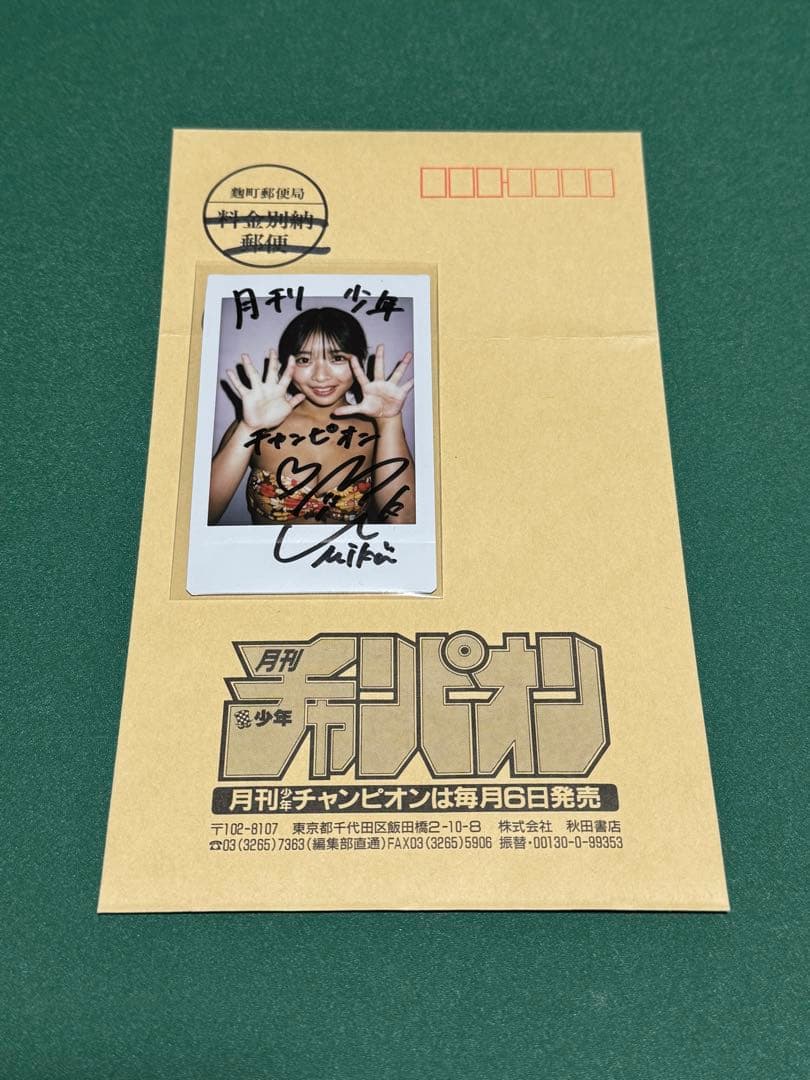 麴町郵便局
料金別納
郵便
月刊 少年
チャンピオン
Miku
月刊
少年
チャンピオン
月刊少年チャンピオンは毎月6日発売
〒102-8107 東京都千代田区飯田橋2-10-8 株式会社 秋田書店
☎03(3265)7363(編集部直通)FAX03(3265)5906 振替・00130-0-99353